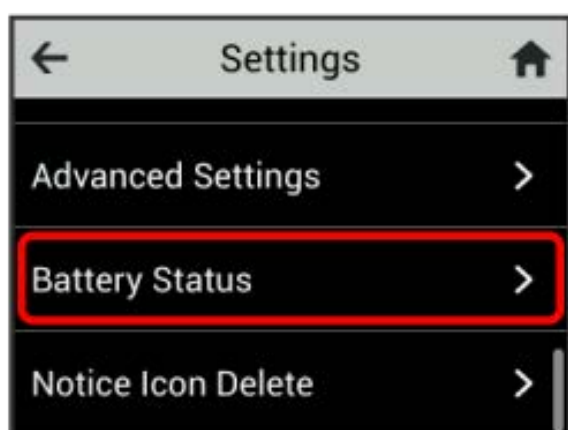 Settings
Advanced Settings
Battery Status
Notice Icon Delete